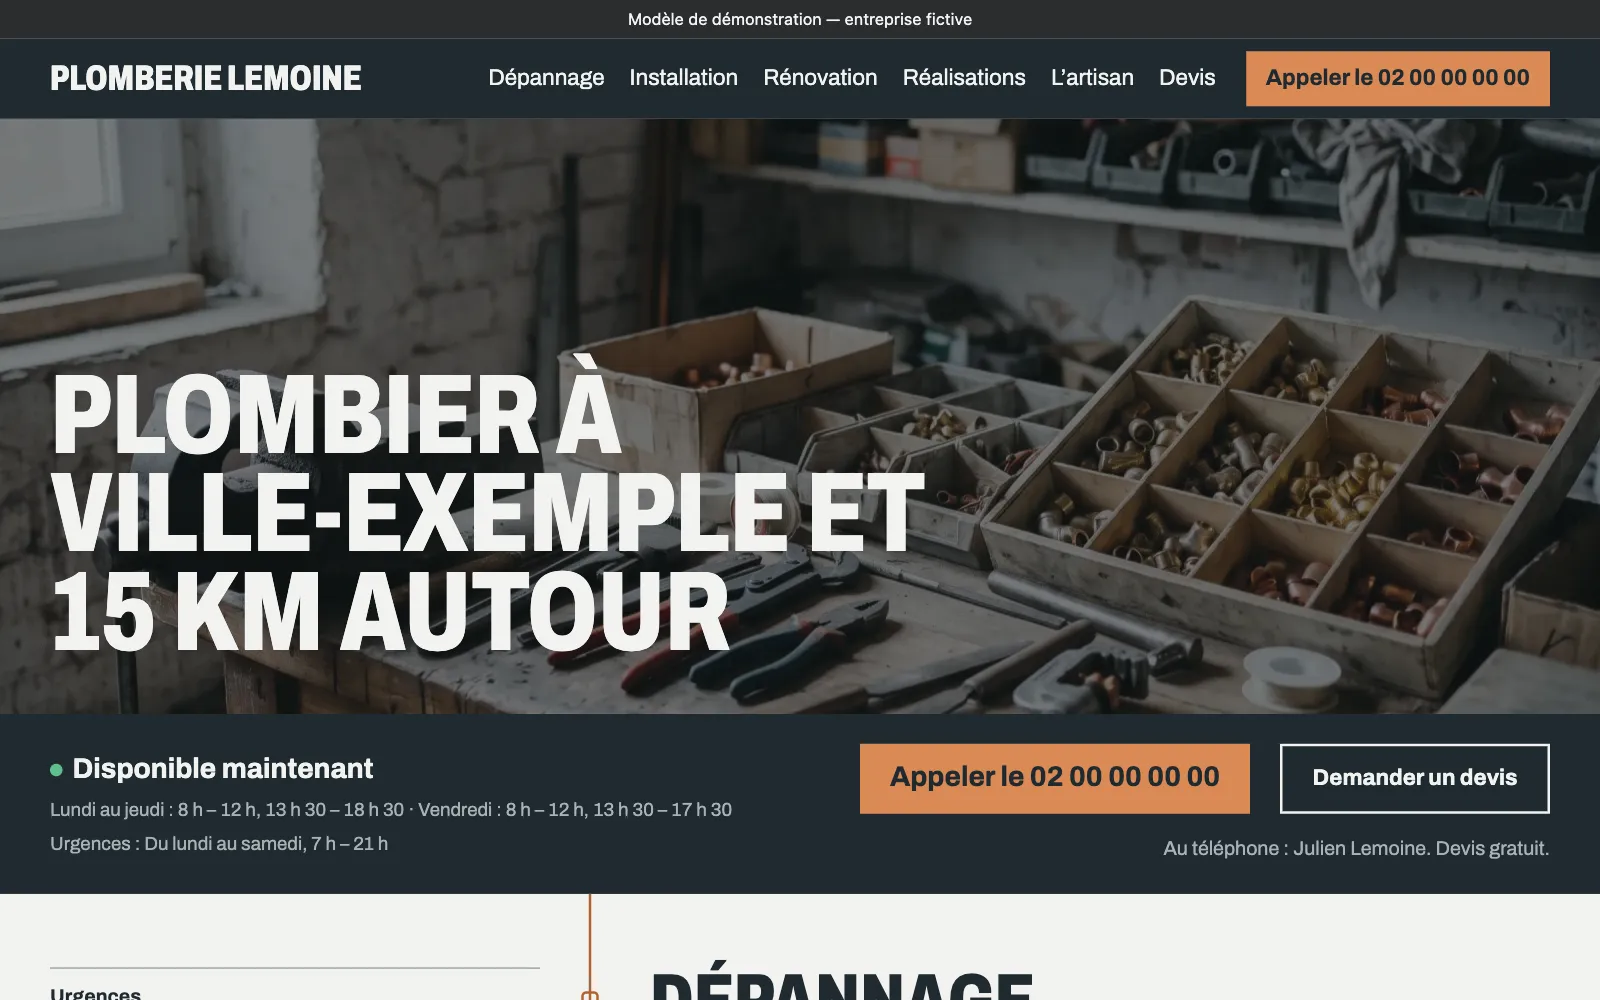 Modèle de démonstration — entreprise fictive
PLOMBERIE LEMOINE
Dépannage
Installation
Rénovation
Réalisations
L’artisan
Devis
Appeler le 02 00 00 00 00
PLOMBIER À
VILLE-EXEMPLE ET
15 KM AUTOUR
Disponible maintenant
Lundi au jeudi : 8 h – 12 h, 13 h 30 – 18 h 30 · Vendredi : 8 h – 12 h, 13 h 30 – 17 h 30
Urgences : Du lundi au samedi, 7 h – 21 h
Appeler le 02 00 00 00 00
Demander un devis
Au téléphone : Julien Lemoine. Devis gratuit.
Urgences
DÉPANNAGE